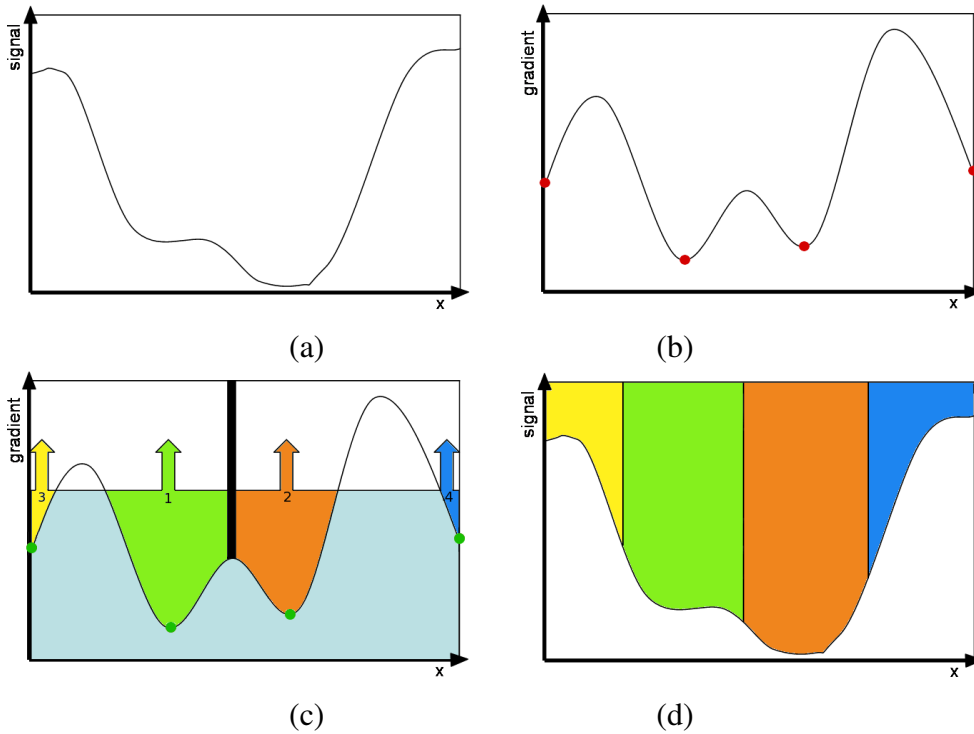 signal
x
(a)
gradient
x
(b)
gradient
3
1
2
4
x
(c)
signal
x
(d)